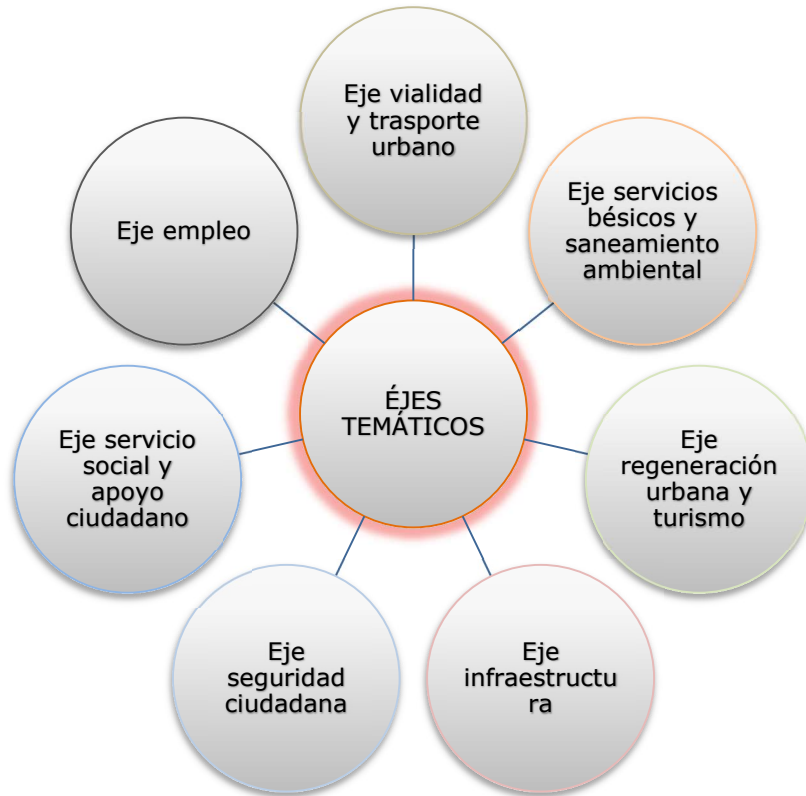 Eje vialidad
y trasporte
urbano
Eje servicios
bésicos y
saneamiento
ambiental
Eje
regeneración
urbana y
turismo
Eje
infraestructu
ra
Eje
seguridad
ciudadana
Eje servicio
social y
apoyo
ciudadano
Eje empleo
ÉJES
TEMÁTICOS